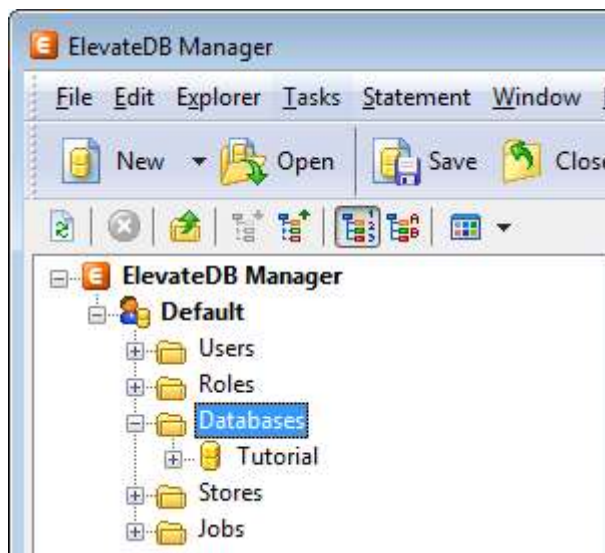 ElevateDB Manager
File Edit Explorer Tasks Statement Window
New Open Save Close
ElevateDB Manager
Default
Users
Roles
Databases
Tutorial
Stores
Jobs